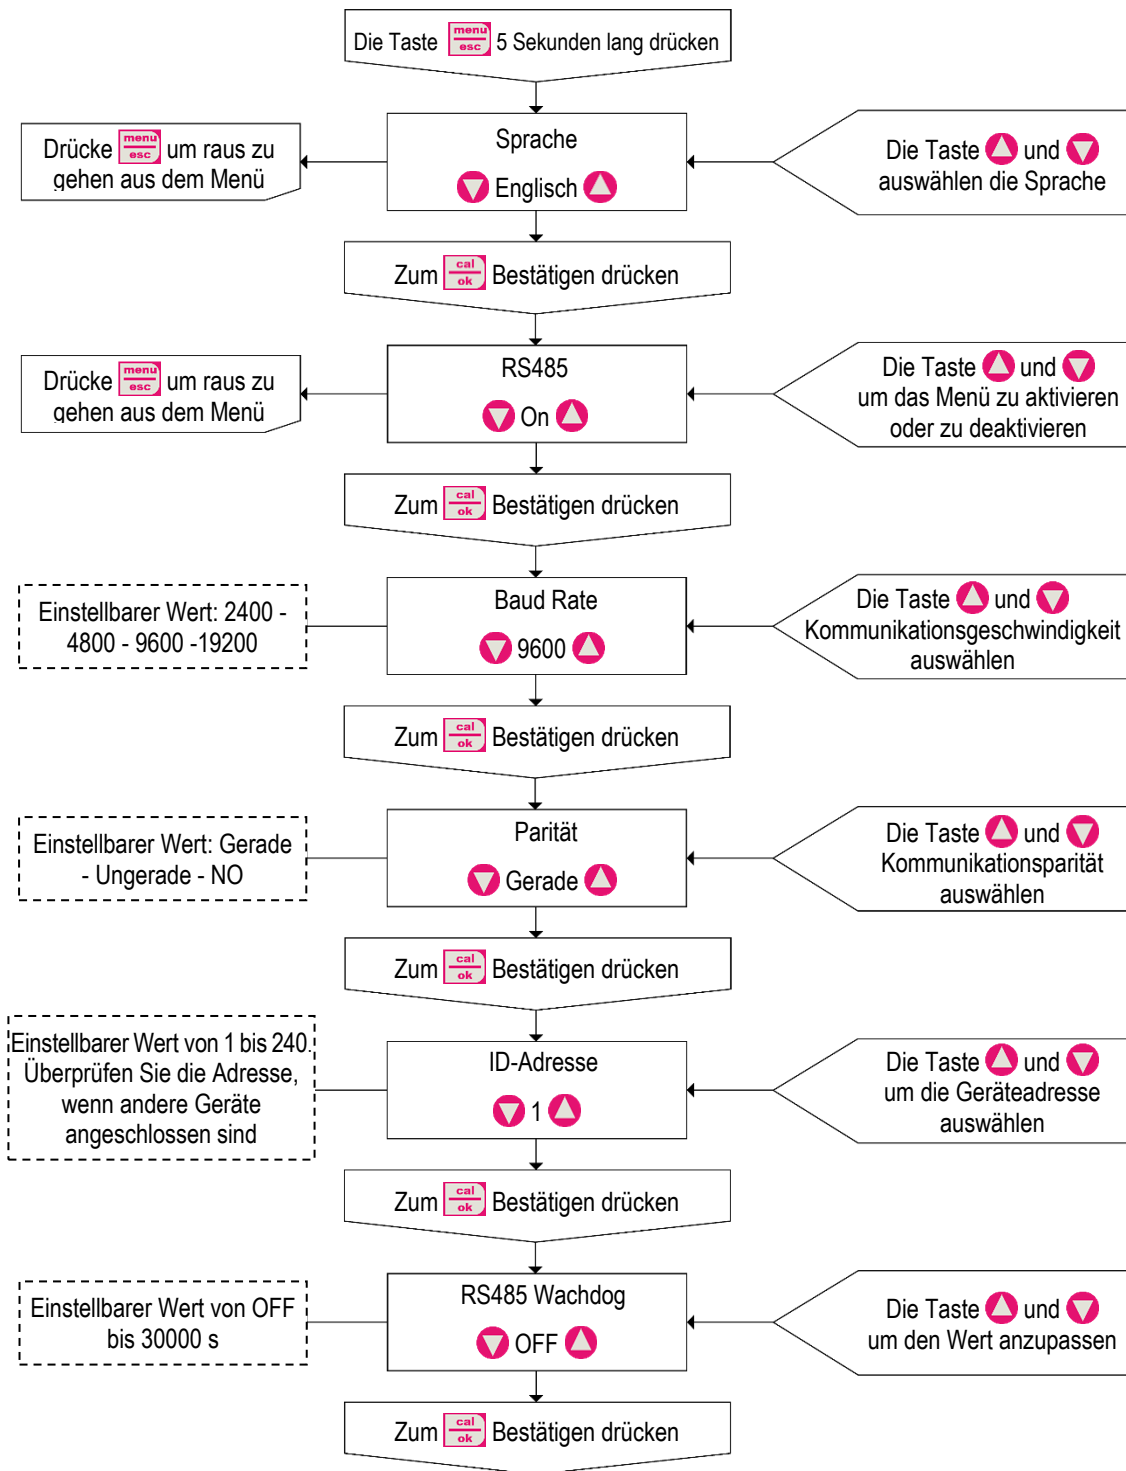 Die Taste menu esc 5 Sekunden lang drücken
Drücke menu esc um raus zu
gehen aus dem Menü
Sprache
Englisch
Die Taste und
auswählen die Sprache
Zum cal ok Bestätigen drücken
Drücke menu esc um raus zu
gehen aus dem Menü
RS485
On
Die Taste und
um das Menü zu aktivieren
oder zu deaktivieren
Zum cal ok Bestätigen drücken
Einstellbarer Wert: 2400 -
4800 - 9600 -19200
Baud Rate
9600
Die Taste und
Kommunikationsgeschwindigkeit
auswählen
Zum cal ok Bestätigen drücken
Einstellbarer Wert: Gerade
- Ungerade - NO
Parität
Gerade
Die Taste und
Kommunikationsparität
auswählen
Zum cal ok Bestätigen drücken
Einstellbarer Wert von 1 bis 240.
Überprüfen Sie die Adresse,
wenn andere Geräte
angeschlossen sind
ID-Adresse
1
Die Taste und
um die Geräteadresse
auswählen
Zum cal ok Bestätigen drücken
Einstellbarer Wert von OFF
bis 30000 s
RS485 Wachdog
OFF
Die Taste und
um den Wert anzupassen
Zum cal ok Bestätigen drücken